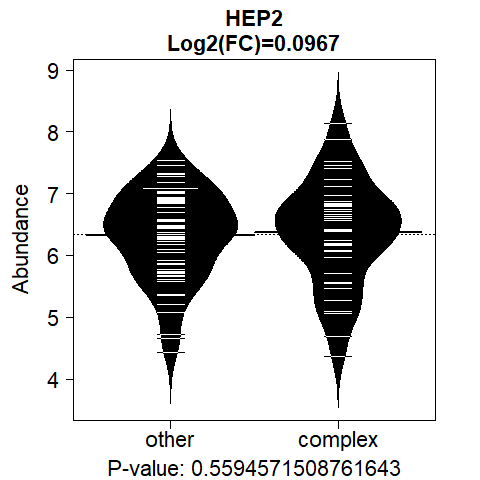 HEP2
Log2(FC)=0.0967
Abundance
9
8
7
6
5
4
other complex
P-value: 0.5594571508761643